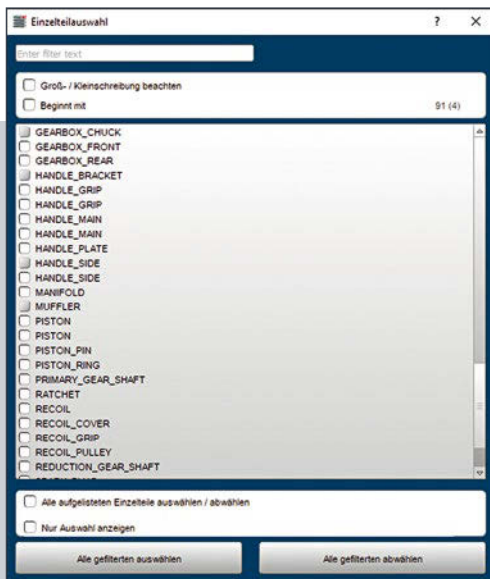 Einzelteilauswahl ? X
Enter filter text
Groß- / Kleinschreibung beachten
Beginnt mit 91 (4)
GEARBOX_CHUCK
GEARBOX_FRONT
GEARBOX_REAR
HANDLE_BRACKET
HANDLE_GRIP
HANDLE_GRIP
HANDLE_MAIN
HANDLE_MAIN
HANDLE_PLATE
HANDLE_SIDE
HANDLE_SIDE
MANIFOLD
MUFFLER
PISTON
PISTON
PISTON_PIN
PISTON_RING
PRIMARY_GEAR_SHAFT
RATCHET
RECOIL
RECOIL_COVER
RECOIL_GRIP
RECOIL_PULLEY
REDUCTION_GEAR_SHAFT
Alle aufgelisteten Einzelteile auswählen / abwählen
Nur Auswahl anzeigen
Alle gefilterten auswählen Alle gefilterten abwählen